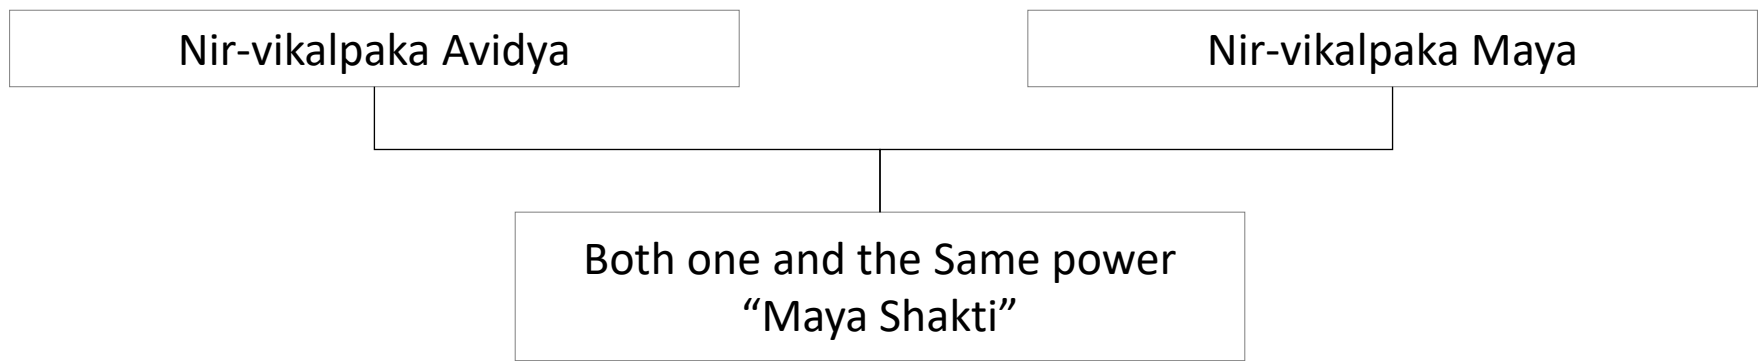 Nir-vikalpaka Avidya
Nir-vikalpaka Maya
Both one and the Same power
“Maya Shakti”